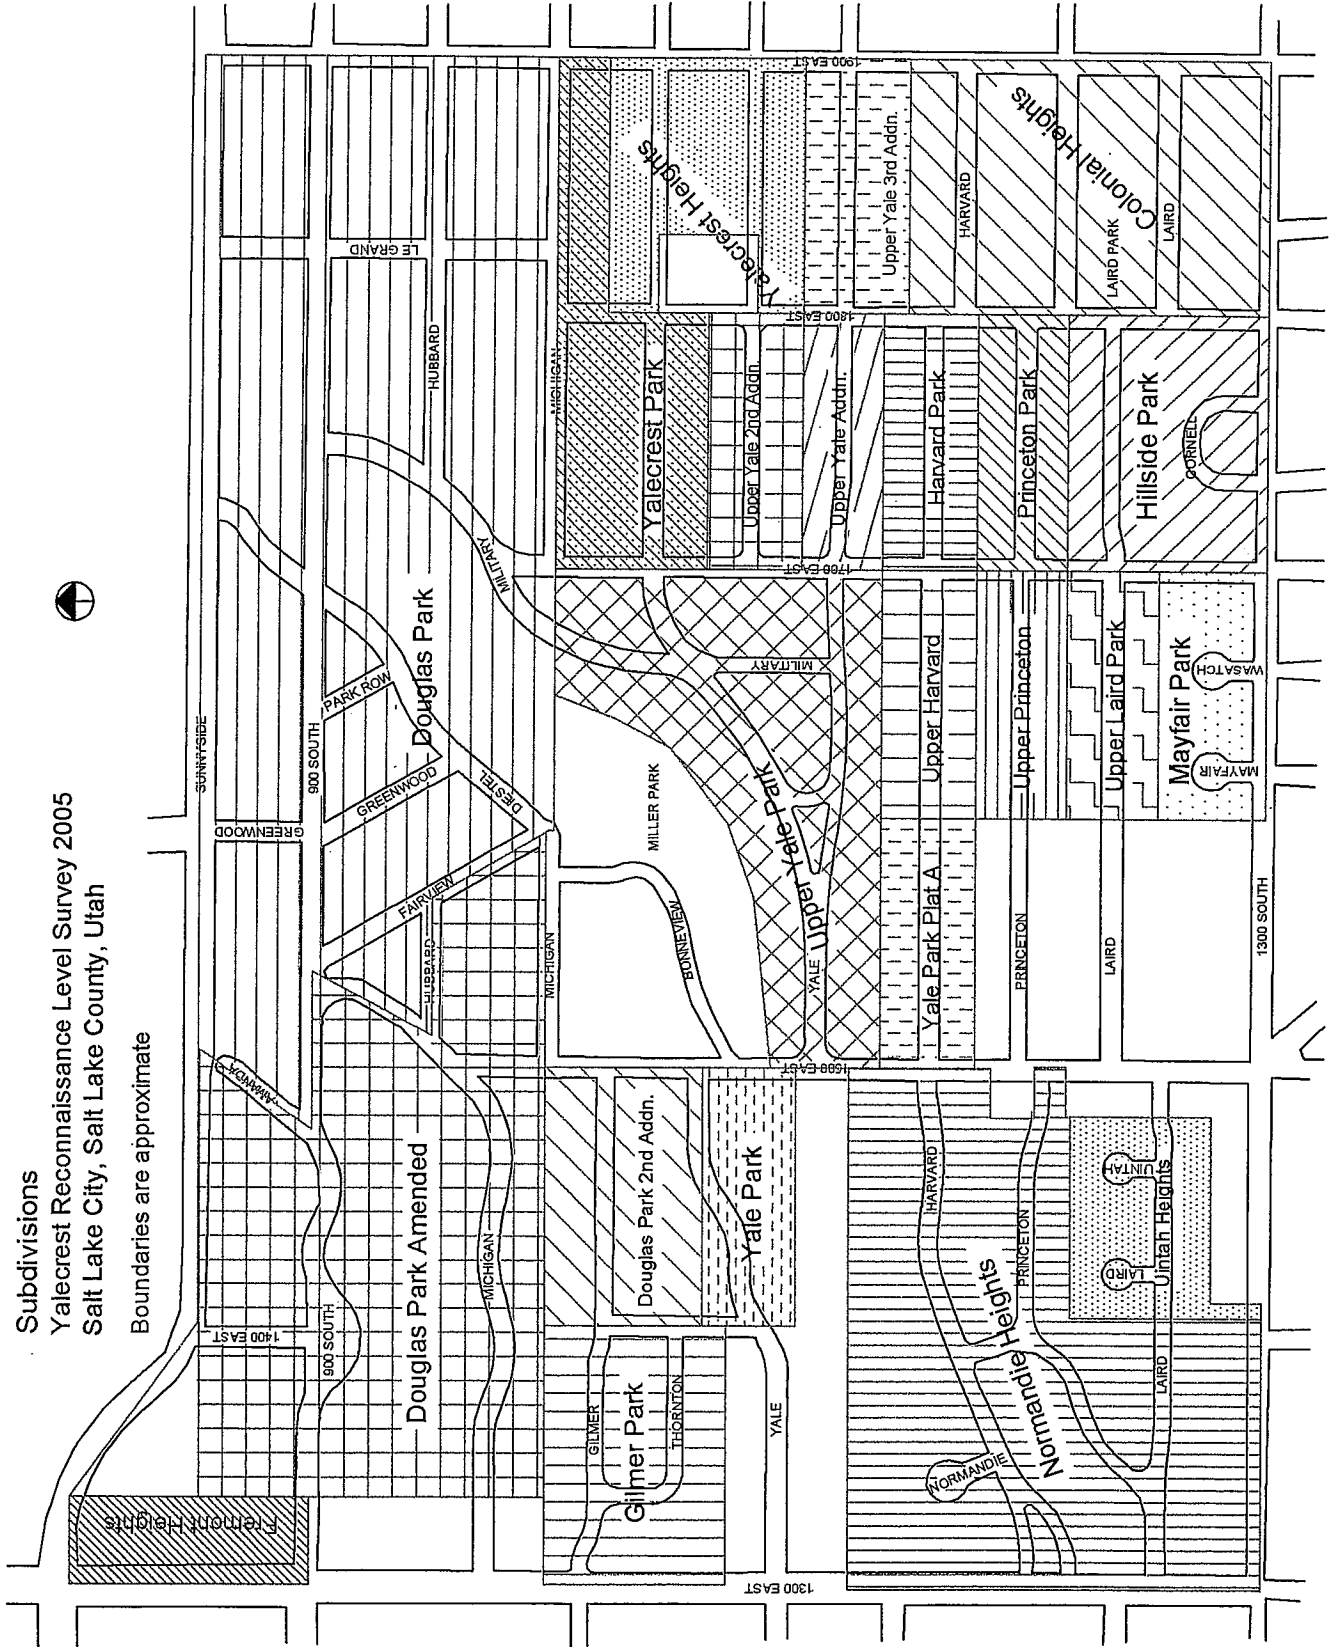 Subdivisions
Yalecrest Reconnaissance Level Survey 2005
Salt Lake City, Salt Lake County, Utah
Boundaries are approximate
SUNNYSIDE
Fremont Heights
1400 EAST
AMANDA
GREENWOOD
900 SOUTH
900 SOUTH
PARK ROW
GREENWOOD
DIESTEL
FAIRVIEW
HUBBARD
LE GRAND
HUBBARD
MILITARY
Douglas Park
Douglas Park Amended
MICHIGAN
MICHIGAN
MICHIGAN
GILMER
Gilmer Park
THORNTON
Douglas Park 2nd Addn.
Yale Park
YALE
BONNEVIEW
MILLER PARK
Upper Yale Park
YALE
MILITARY
Yalecrest Park
Yalecrest Heights
Upper Yale 2nd Addn.
Upper Yale Addn.
Upper Yale 3rd Addn.
1300 EAST
1500 EAST
1700 EAST
1800 EAST
1900 EAST
HARVARD
Yale Park Plat A
Upper Harvard
Harvard Park
HARVARD
Normandie Heights
NORMANDIE
PRINCETON
PRINCETON
Upper Princeton
Princeton Park
Colonial Heights
LAIRD PARK
LAIRD
UINTAH
LAIRD
Uintah Heights
LAIRD
LAIRD
Upper Laird Park
Hillside Park
CORNELL
Mayfair Park
MAYFAIR
WASATCH
1300 SOUTH